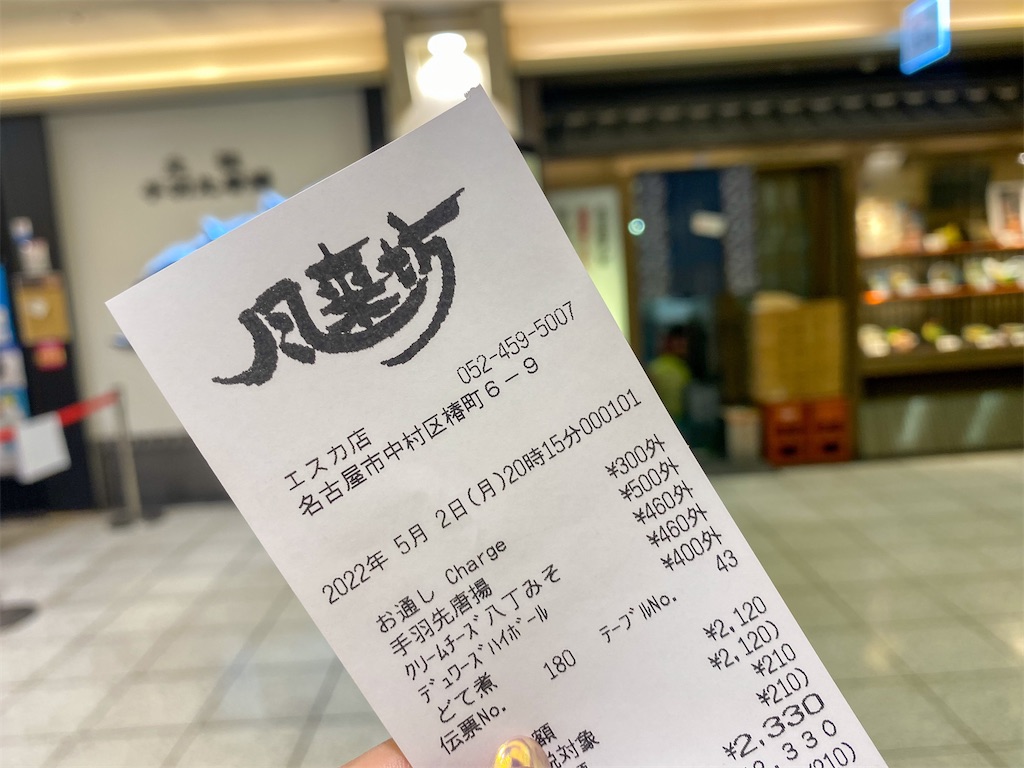 風来坊
052-459-5007
エスカ店
名古屋市中村区椿町6-9
2022年 5月 2日(月)20時15分000101
お通し Charge ¥300外
手羽先唐揚 ¥500外
クリームチーズ八丁みそ ¥460外
デュワーズハイボール ¥460外
どて煮 ¥400外
伝票No. 180 テーブルNo. 43
額 ¥2,120
税対象 ¥2,120)
¥210
¥210)
¥2,330